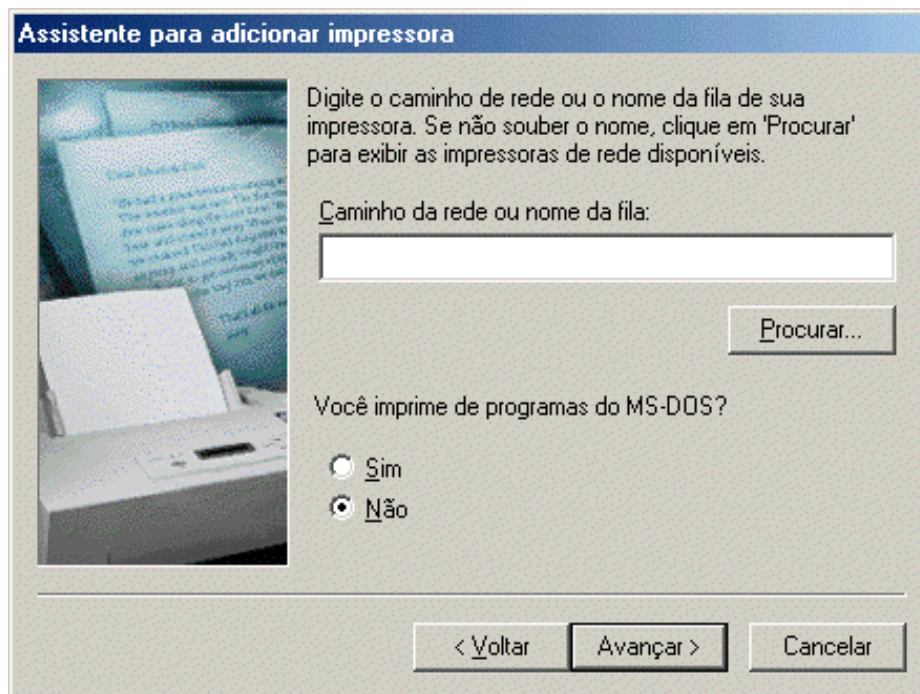 Assistente para adicionar impressora
Digite o caminho de rede ou o nome da fila de sua
impressora. Se não souber o nome, clique em 'Procurar'
para exibir as impressoras de rede disponíveis.
Caminho da rede ou nome da fila:
Procurar...
Você imprime de programas do MS-DOS?
Sim
Não
< Voltar
Avançar >
Cancelar